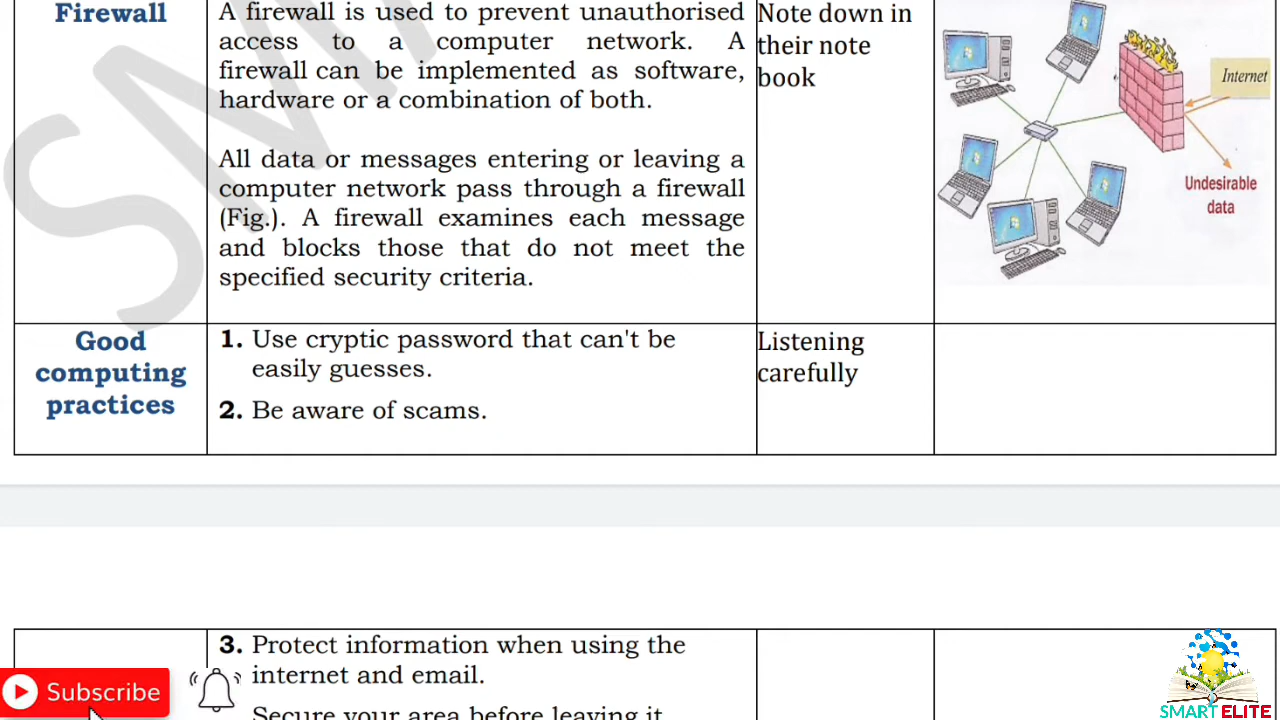 Firewall
A firewall is used to prevent unauthorised
access to a computer network. A
firewall can be implemented as software,
hardware or a combination of both.
All data or messages entering or leaving a
computer network pass through a firewall
(Fig.). A firewall examines each message
and blocks those that do not meet the
specified security criteria.
Note down in
their note
book
Internet
Undesirable
data
Good
computing
practices
1. Use cryptic password that can't be
easily guesses.
2. Be aware of scams.
Listening
carefully
3. Protect information when using the
internet and email.
Secure your area before leaving it
Subscribe
SMART ELITE